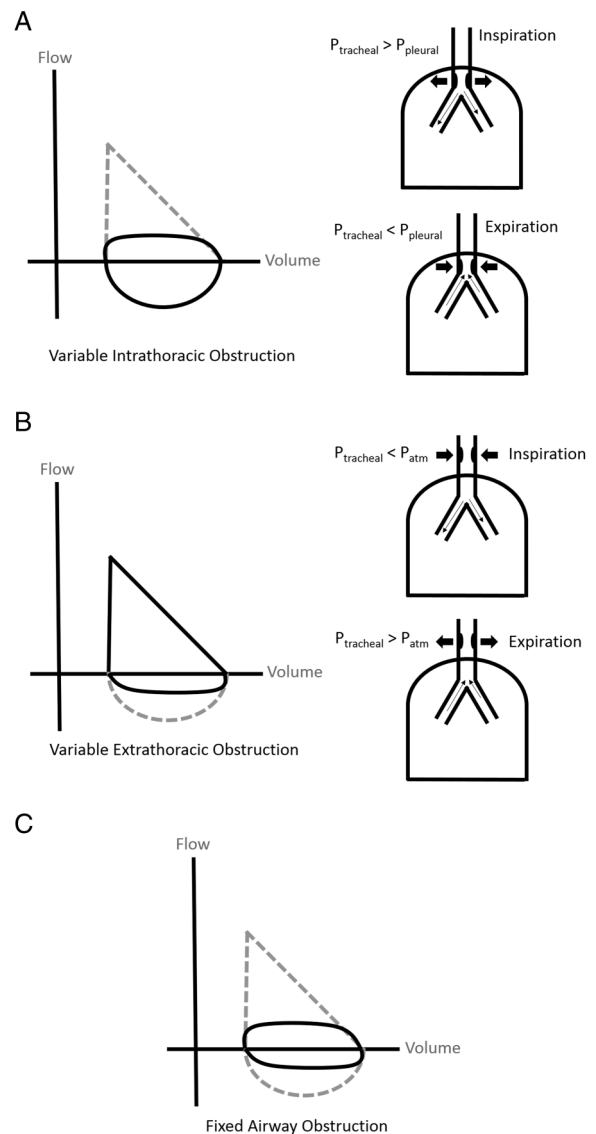 A
Flow
Volume
Variable Intrathoracic Obstruction
Ptracheal > Ppleural
Inspiration
Ptracheal < Ppleural
Expiration
B
Flow
Volume
Variable Extrathoracic Obstruction
Ptracheal < Patm
Inspiration
Ptracheal > Patm
Expiration
C
Flow
Volume
Fixed Airway Obstruction